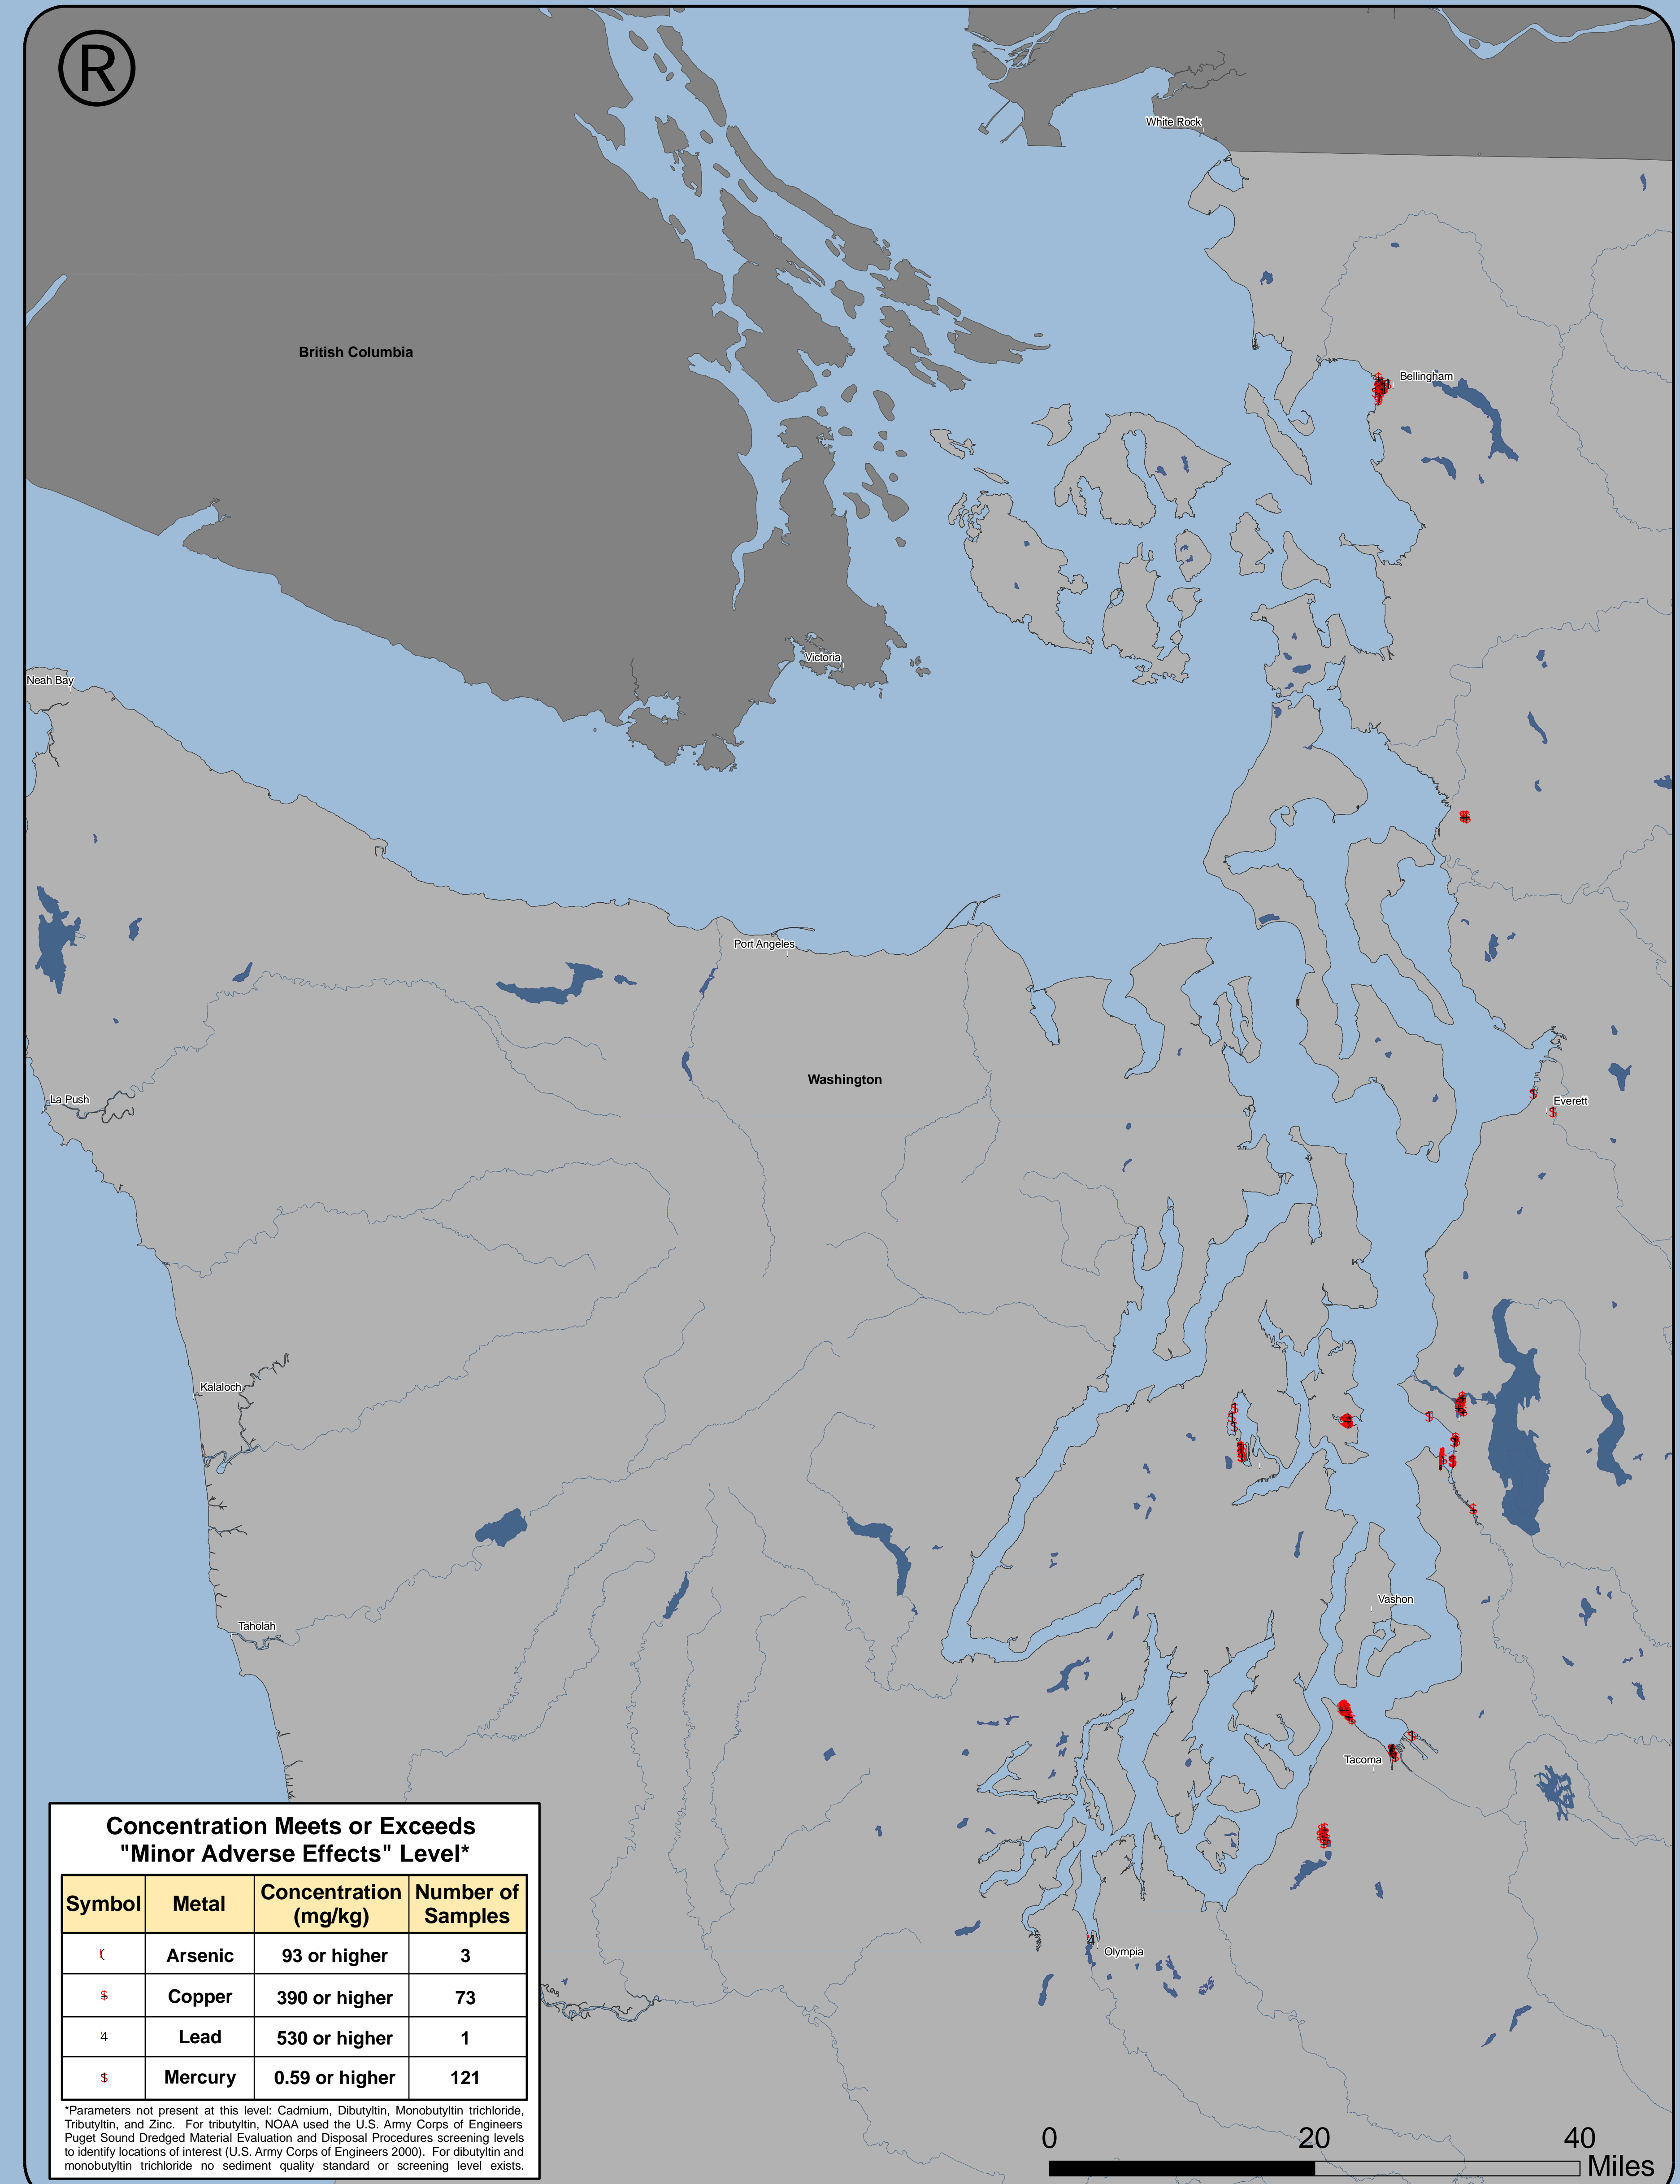 ®
White Rock
British Columbia
Bellingham
Victoria
Neah Bay
Port Angeles
Washington
La Push
Everett
Kalaloch
Vashon
Taholah
Tacoma
Olympia
4
Concentration Meets or Exceeds
"Minor Adverse Effects" Level*
Symbol Metal Concentration (mg/kg) Number of Samples
Arsenic 93 or higher 3
$ Copper 390 or higher 73
4 Lead 530 or higher 1
Mercury 0.59 or higher 121
*Parameters not present at this level: Cadmium, Dibutyltin, Monobutyltin trichloride,
Tributyltin, and Zinc. For tributyltin, NOAA used the U.S. Army Corps of Engineers
Puget Sound Dredged Material Evaluation and Disposal Procedures screening levels
to identify locations of interest (U.S. Army Corps of Engineers 2000). For dibutyltin and
monobutyltin trichloride no sediment quality standard or screening level exists.
0 20 40
Miles